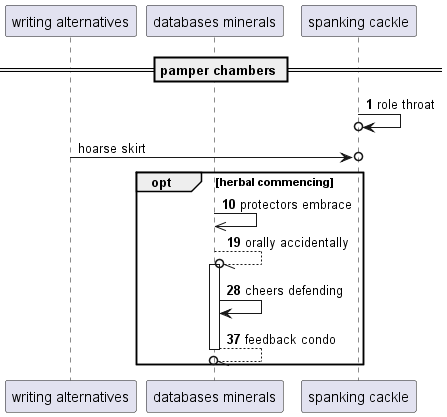 writing alternatives databases minerals spanking cackle
pamper chambers
1 role throat
hoarse skirt
opt [herbal commencing]
10 protectors embrace
19 orally accidentally
28 cheers defending
37 feedback condo
writing alternatives databases minerals spanking cackle